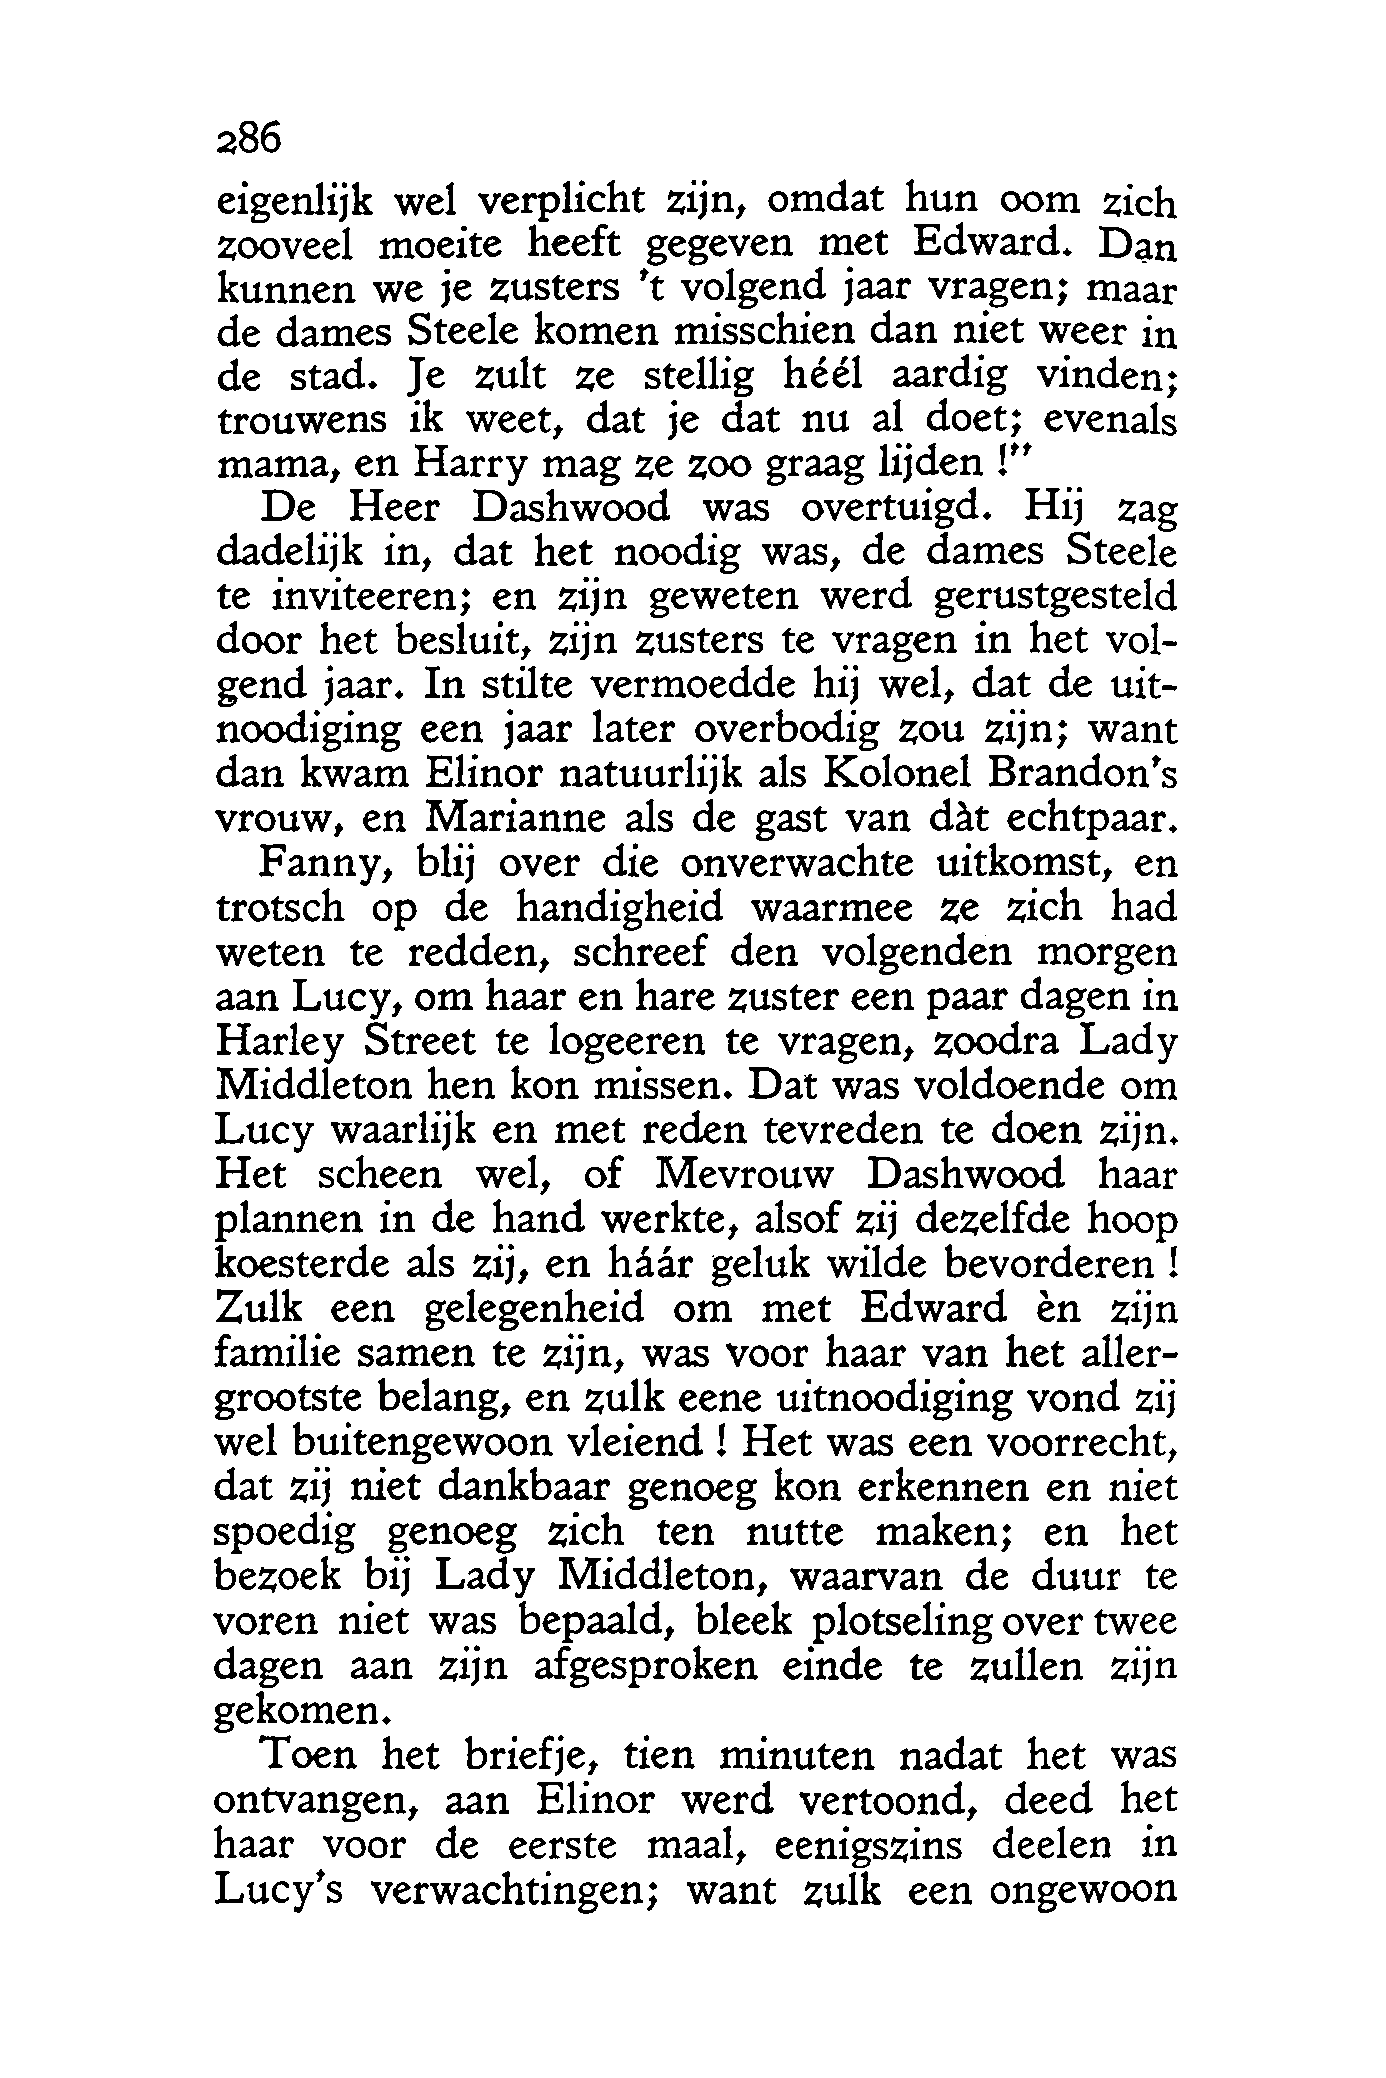 286
eigenlijk wel verplicht zijn, omdat hun oom zich
zooveel moeite heeft gegeven met Edward. Dan
kunnen we je zusters 't volgend jaar vragen; maar
de dames Steele komen misschien dan niet weer in
de stad. Je zult ze stellig héél aardig vinden;
trouwens ik weet, dat je dat nu al doet; evenals
mama, en Harry mag ze zoo graag lijden !"
De Heer Dashwood was overtuigd. Hij zag
dadelijk in, dat het noodig was, de dames Steele
te inviteeren; en zijn geweten werd gerustgesteld
door het besluit, zijn zusters te vragen in het vol-
gend jaar. In stilte vermoedde hij wel, dat de uit-
noodiging een jaar later overbodig zou zijn; want
dan kwam Elinor natuurlijk als Kolonel Brandon's
vrouw, en Marianne als de gast van dàt echtpaar.
Fanny, blij over die onverwachte uitkomst, en
trotsch op de handigheid waarmee ze zich had
weten te redden, schreef den volgenden morgen
aan Lucy, om haar en hare zuster een paar dagen in
Harley Street te logeeren te vragen, zoodra Lady
Middleton hen kon missen. Dat was voldoende om
Lucy waarlijk en met reden tevreden te doen zijn.
Het scheen wel, of Mevrouw Dashwood haar
plannen in de hand werkte, alsof zij dezelfde hoop
koesterde als zij, en háár geluk wilde bevorderen !
Zulk een gelegenheid om met Edward èn zijn
familie samen te zijn, was voor haar van het aller-
grootste belang, en zulk eene uitnoodiging vond zij
wel buitengewoon vleiend ! Het was een voorrecht,
dat zij niet dankbaar genoeg kon erkennen en niet
spoedig genoeg zich ten nutte maken; en het
bezoek bij Lady Middleton, waarvan de duur te
voren niet was bepaald, bleek plotseling over twee
dagen aan zijn afgesproken einde te zullen zijn
gekomen.
Toen het briefje, tien minuten nadat het was
ontvangen, aan Elinor werd vertoond, deed het
haar voor de eerste maal, eenigszins deelen in
Lucy's verwachtingen; want zulk een ongewoon